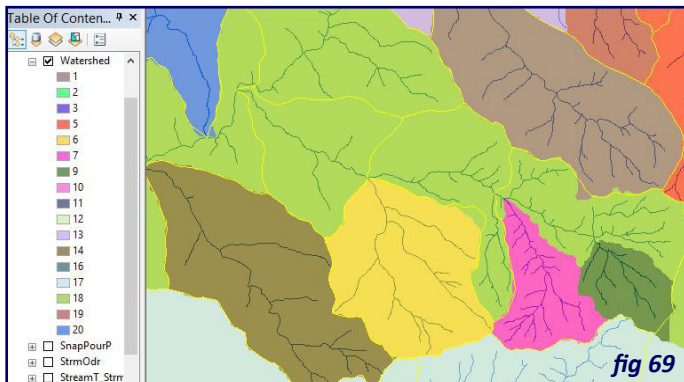 Table Of Conten...
Watershed
1
2
3
5
6
7
9
10
11
12
13
14
16
17
18
19
20
SnapPourP
StrmOdr
StreamT_Strm
fig 69